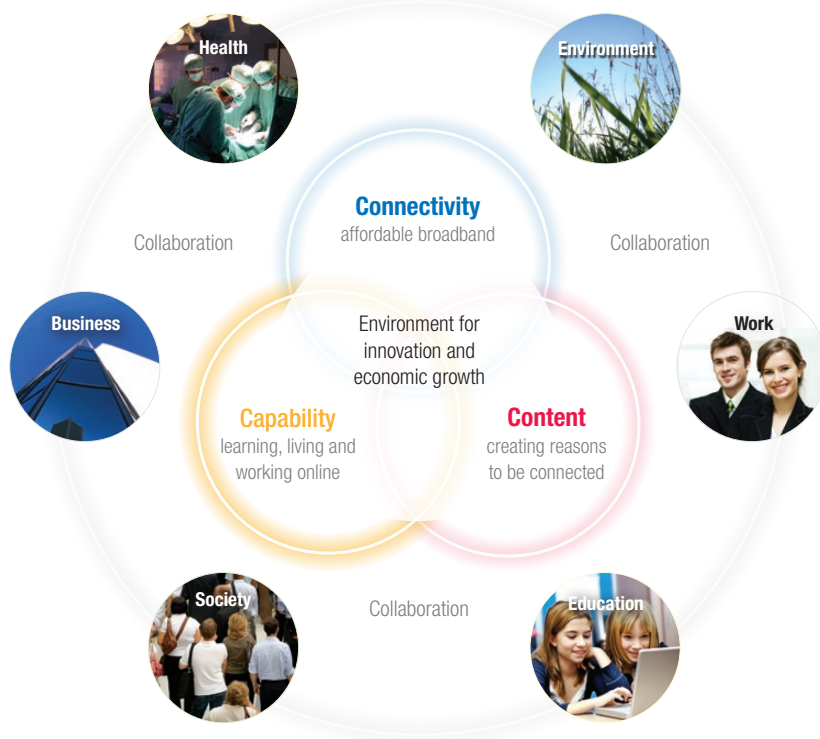 Health
Environment
Connectivity
affordable broadband
Collaboration
Collaboration
Business
Environment for
innovation and
economic growth
Work
Capability
learning, living and
working online
Content
creating reasons
to be connected
Society
Collaboration
Education